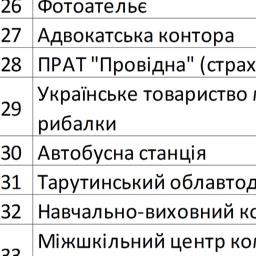 26 Фотоательє
27 Адвокатська контора
28 ПРАТ "Провідна" (страх
29 Українське товариство
рибалки
30 Автобусна станція
31 Тарутинський облавтод
32 Навчально-виховний ко
33 Міжшкільний центр ком